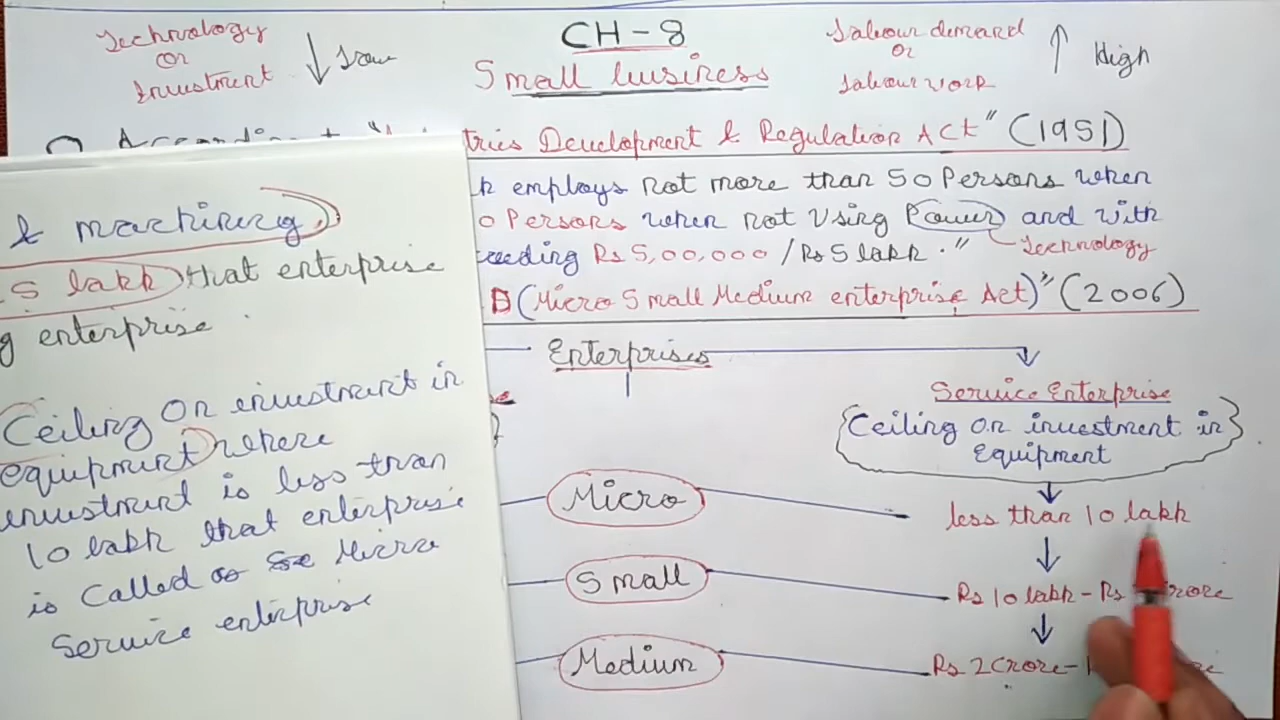 CH-8
Small business
Technology
or
Investment
Low
Labour demand
or
Labour work
High
tries Development & Regulation Act" (1951)
employs not more than 50 Persons when
0 Persons when not Using Power and with
ceeding Rs 5,00,000 / Rs 5 lakh."
Technology
D (Micro Small Medium enterprise Act)" (2006)
Enterprises
Service Enterprise
Ceiling on investment in
Equipment
Micro
less than 10 lakh
Small
Rs 10 lakh - Rs crore
Medium
Rs 2 Crore -
& machinery
5 lakh that enterprise
g enterprise
Ceiling On investment in
equipment where
investment is less than
10 lakh that enterprise
is Called as Micro
Service enterprise